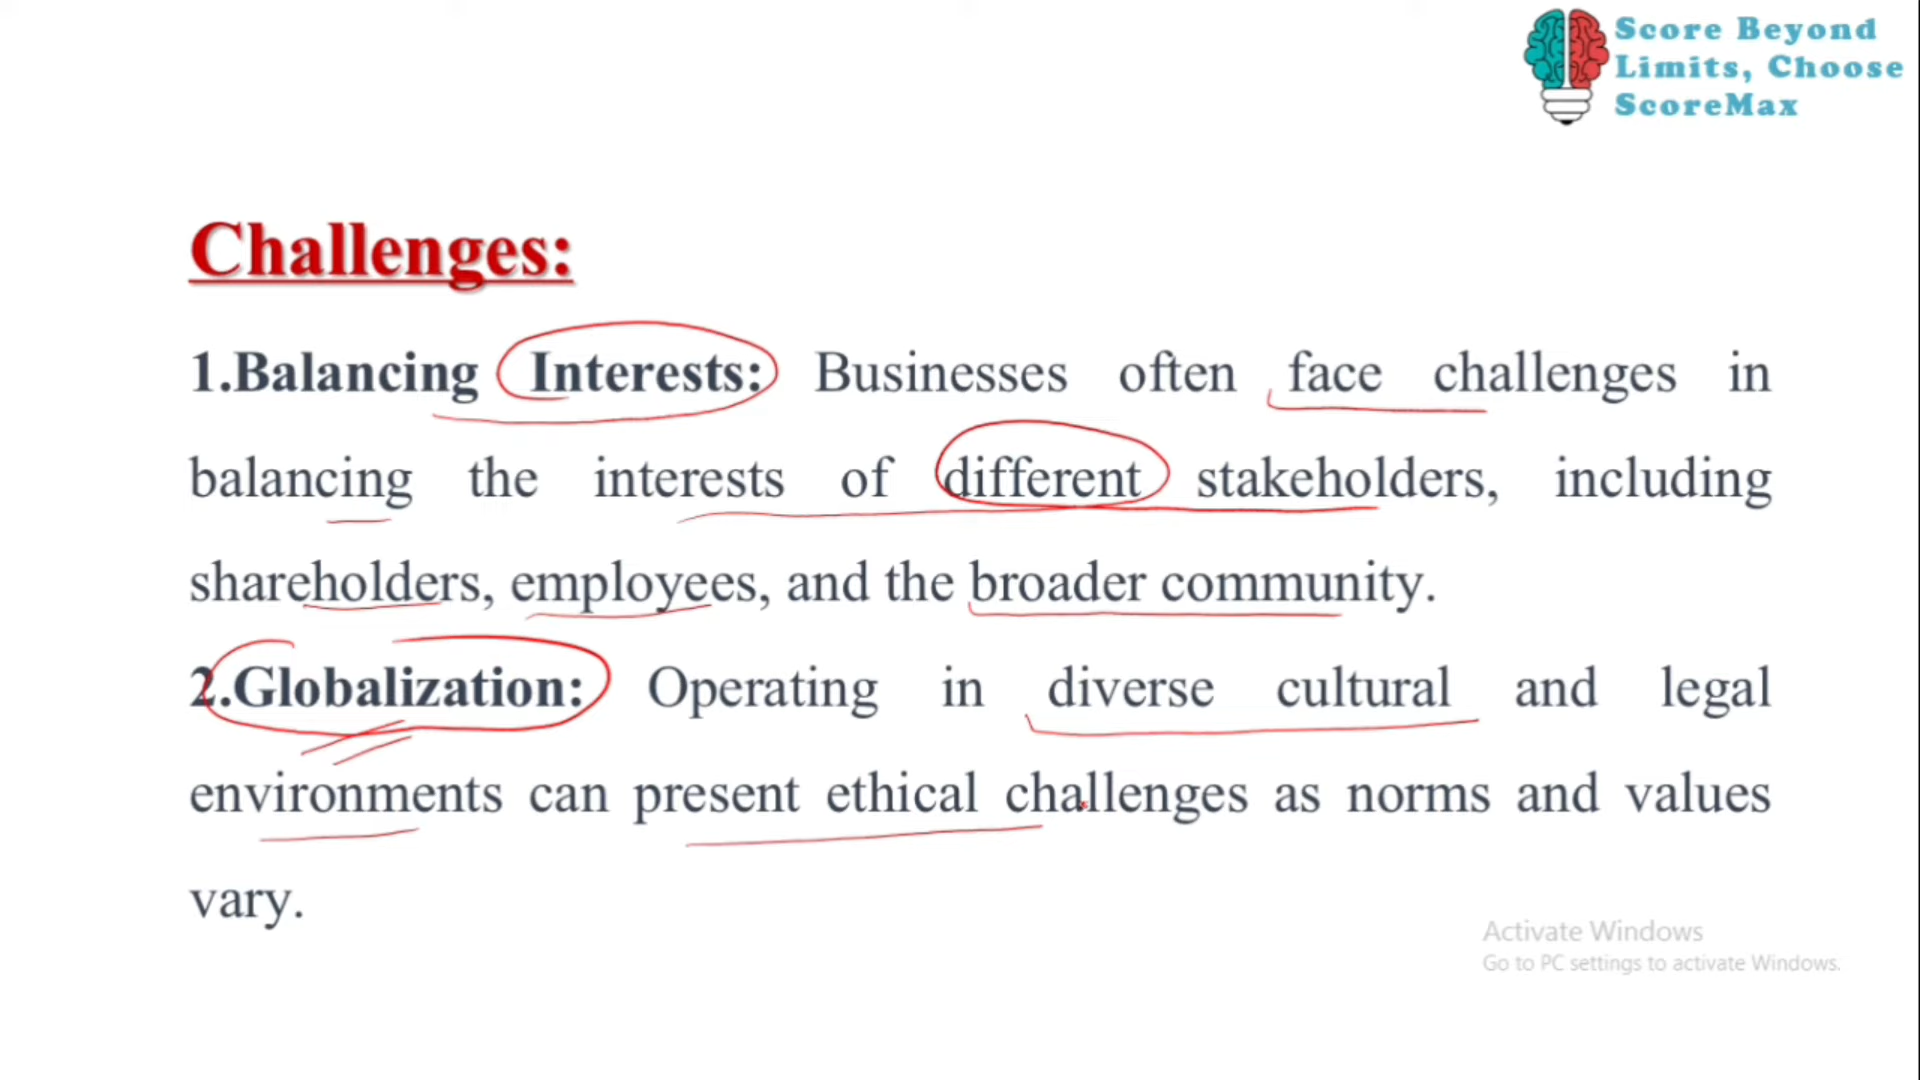 Score Beyond
Limits, Choose
ScoreMax
Challenges:
1.Balancing Interests: Businesses often face challenges in
balancing the interests of different stakeholders, including
shareholders, employees, and the broader community.
2.Globalization: Operating in diverse cultural and legal
environments can present ethical challenges as norms and values
vary.
Activate Windows
Go to PC settings to activate Windows.